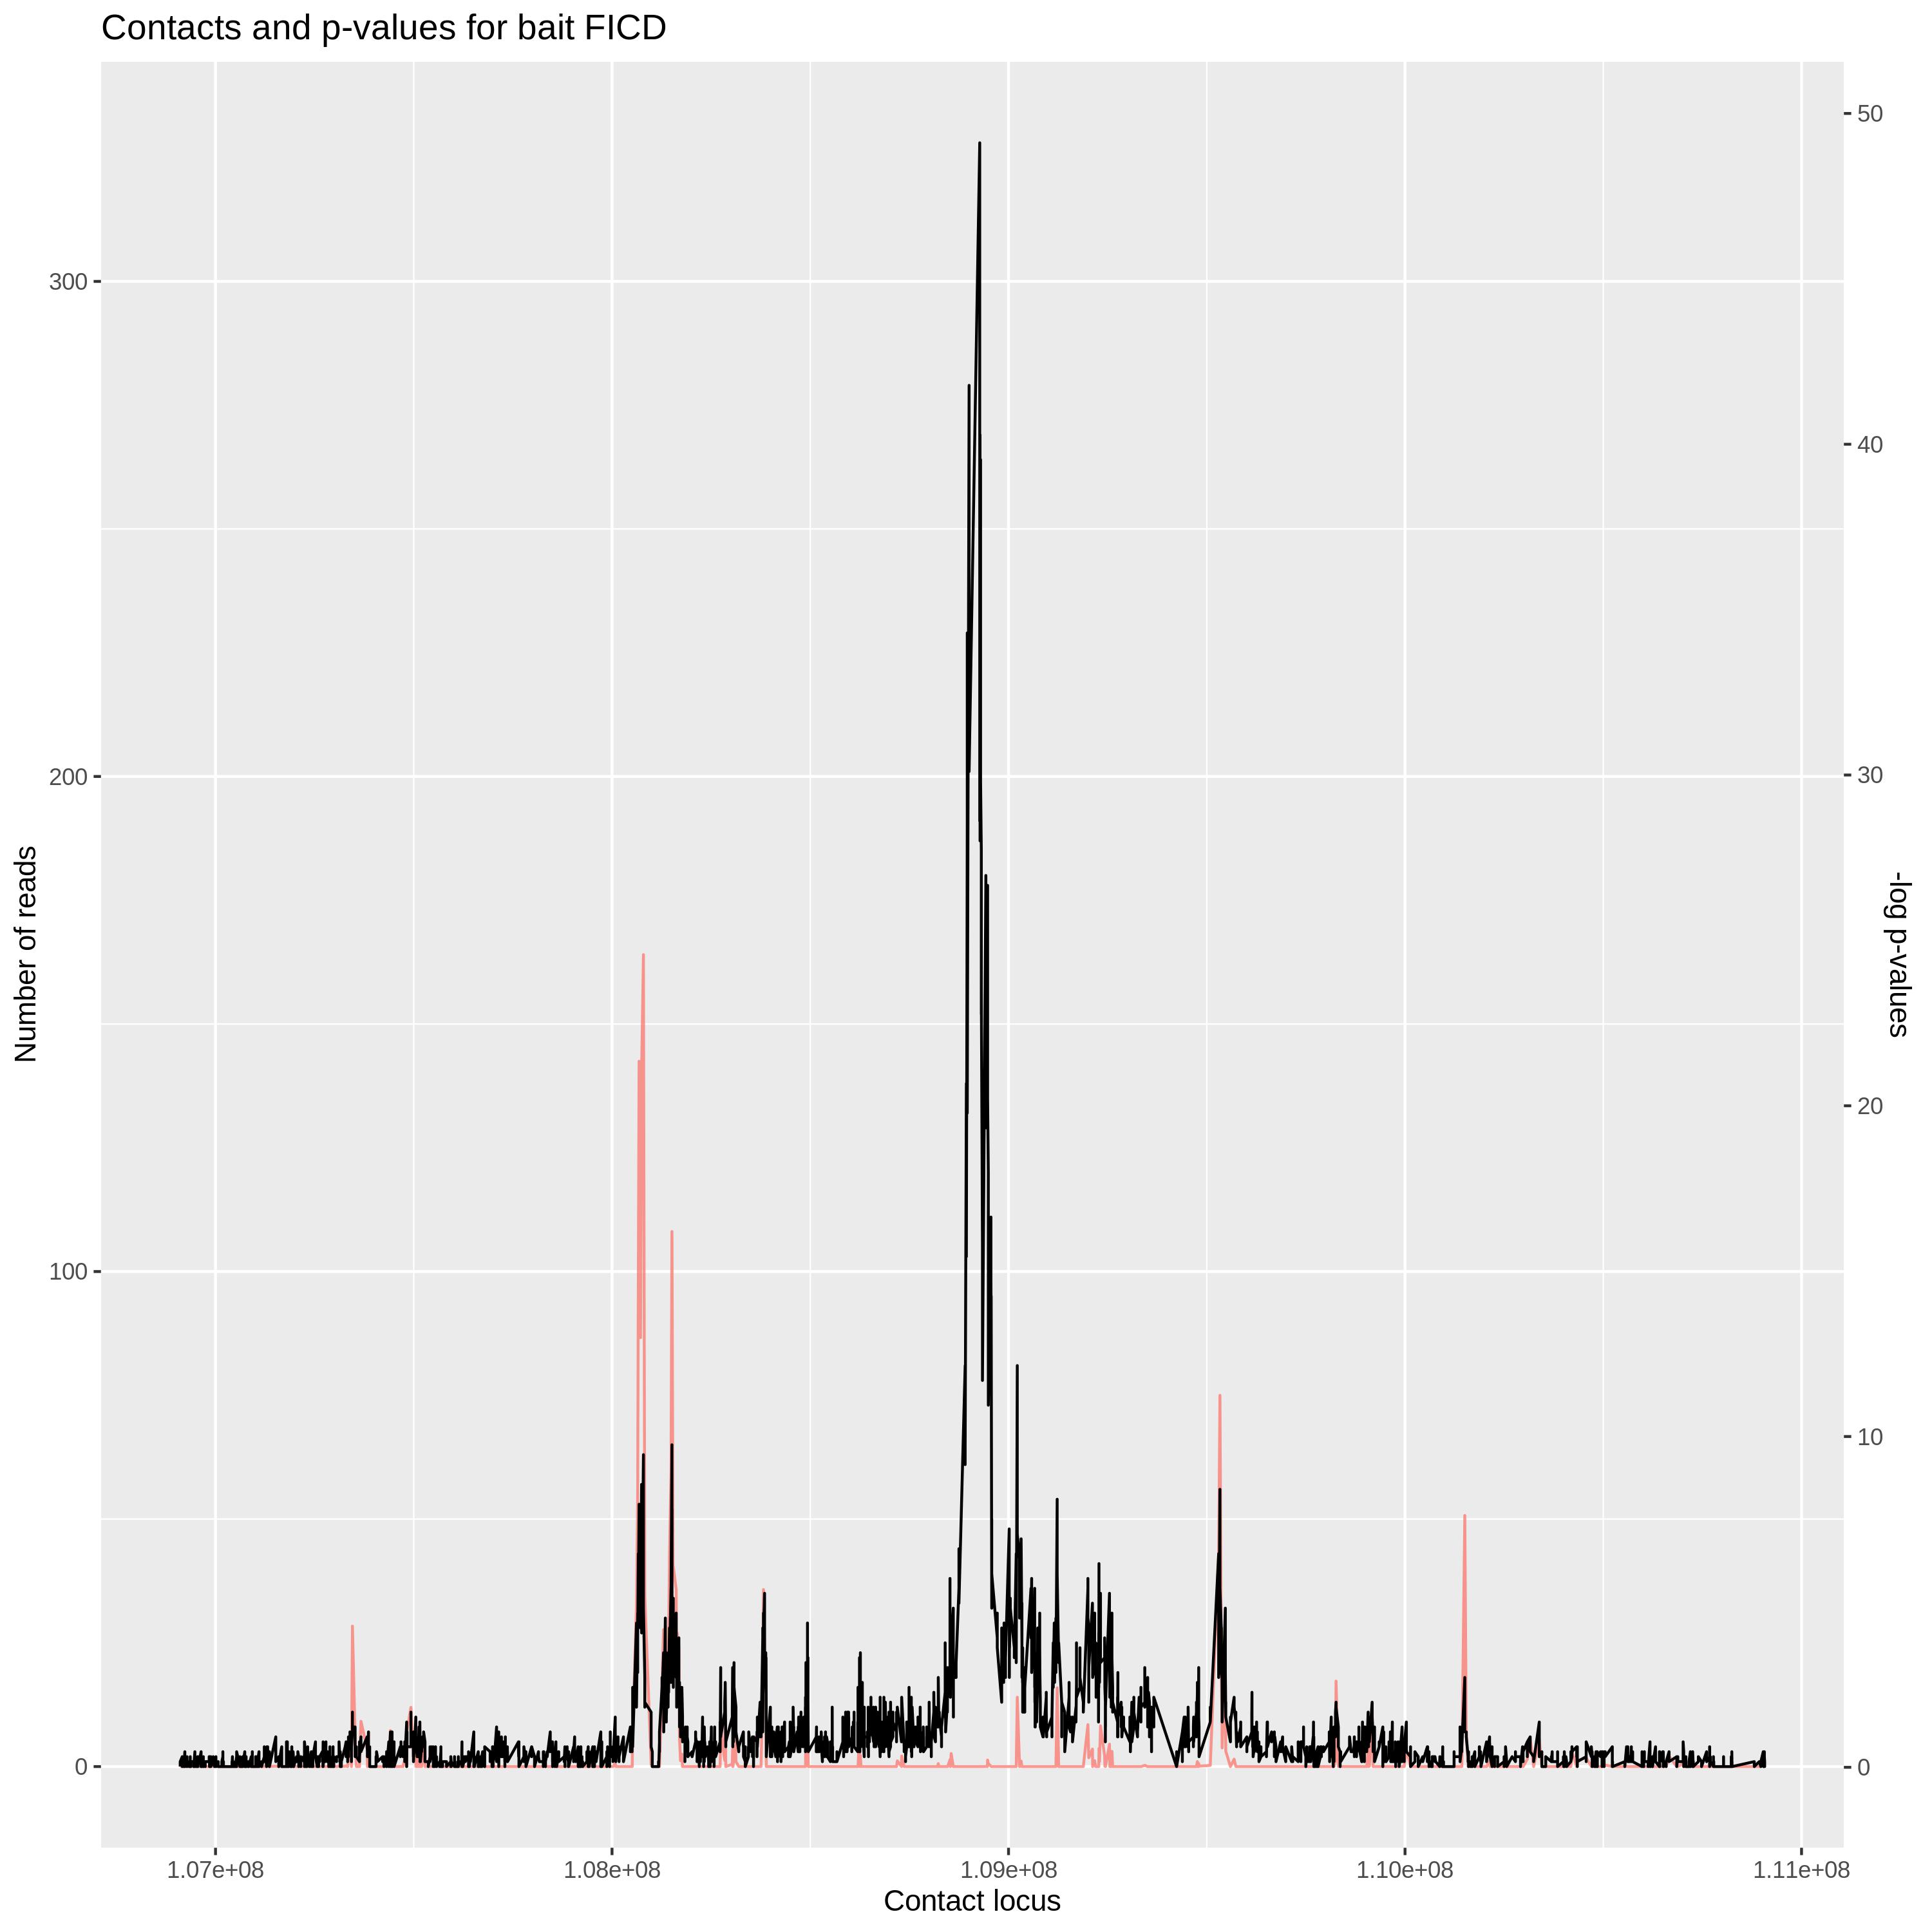 Contacts and p-values for bait FICD
300
200
100
0
Number of reads
50
40
30
20
10
0
-log p-values
1.07e+08
1.08e+08
1.09e+08
1.10e+08
1.11e+08
Contact locus